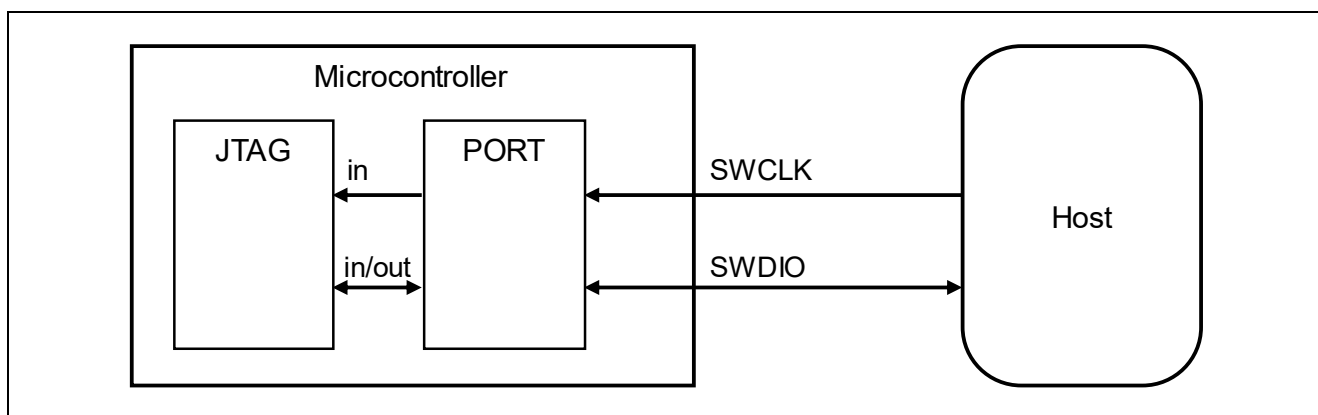 Microcontroller
JTAG
PORT
in
SWCLK
Host
in/out
SWDIO